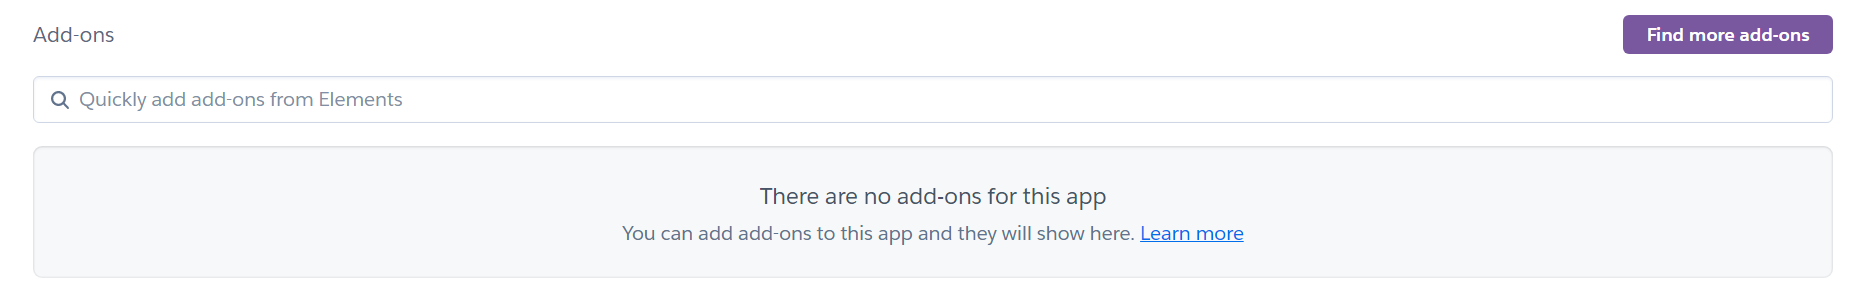 Add-ons
Find more add-ons
Quickly add add-ons from Elements
There are no add-ons for this app
You can add add-ons to this app and they will show here. Learn more